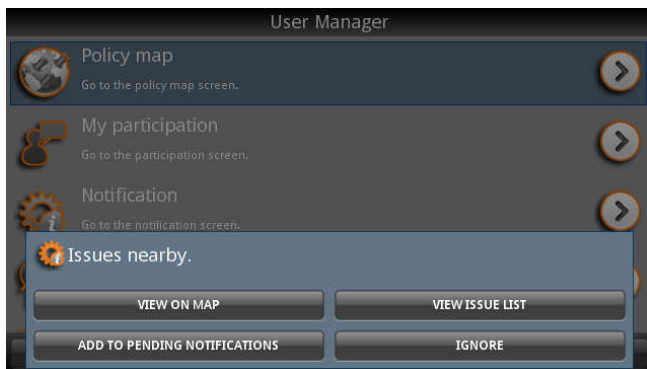 User Manager
Policy map
Go to the policy map screen.
My participation
Go to the participation screen.
Notification
Go to the notification screen.
Issues nearby.
VIEW ON MAP
VIEW ISSUE LIST
ADD TO PENDING NOTIFICATIONS
IGNORE